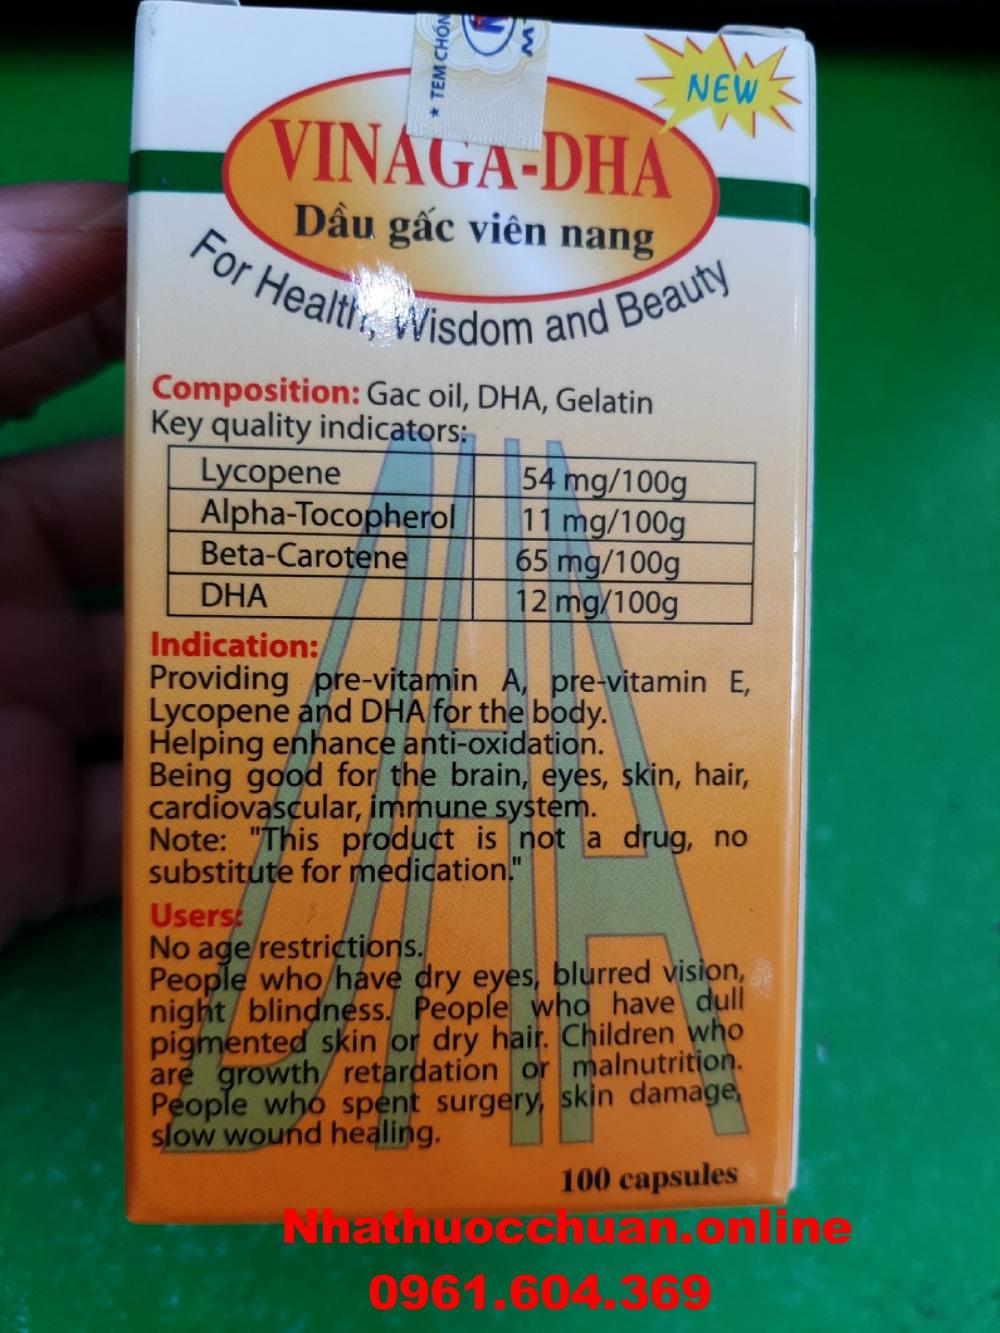 ★ TEM CHỐN
NEW
VINAGA-DHA
Dầu gấc viên nang
For Health, Wisdom and Beauty
Composition: Gac oil, DHA, Gelatin
Key quality indicators:
Lycopene 54 mg/100g
Alpha-Tocopherol 11 mg/100g
Beta-Carotene 65 mg/100g
DHA 12 mg/100g
Indication:
Providing pre-vitamin A, pre-vitamin E,
Lycopene and DHA for the body.
Helping enhance anti-oxidation.
Being good for the brain, eyes, skin, hair,
cardiovascular, immune system.
Note: "This product is not a drug, no
substitute for medication."
Users:
No age restrictions.
People who have dry eyes, blurred vision,
night blindness. People who have dull
pigmented skin or dry hair. Children who
are growth retardation or malnutrition.
People who spent surgery, skin damage,
slow wound healing.
100 capsules
Nhathuocchuan.online
0961.604.369